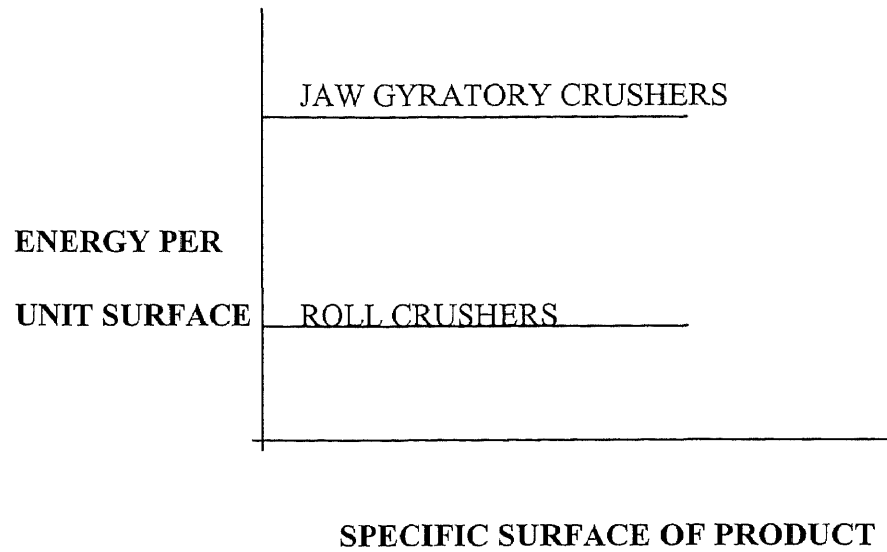 JAW GYRATORY CRUSHERS
ENERGY PER
UNIT SURFACE
ROLL CRUSHERS
SPECIFIC SURFACE OF PRODUCT